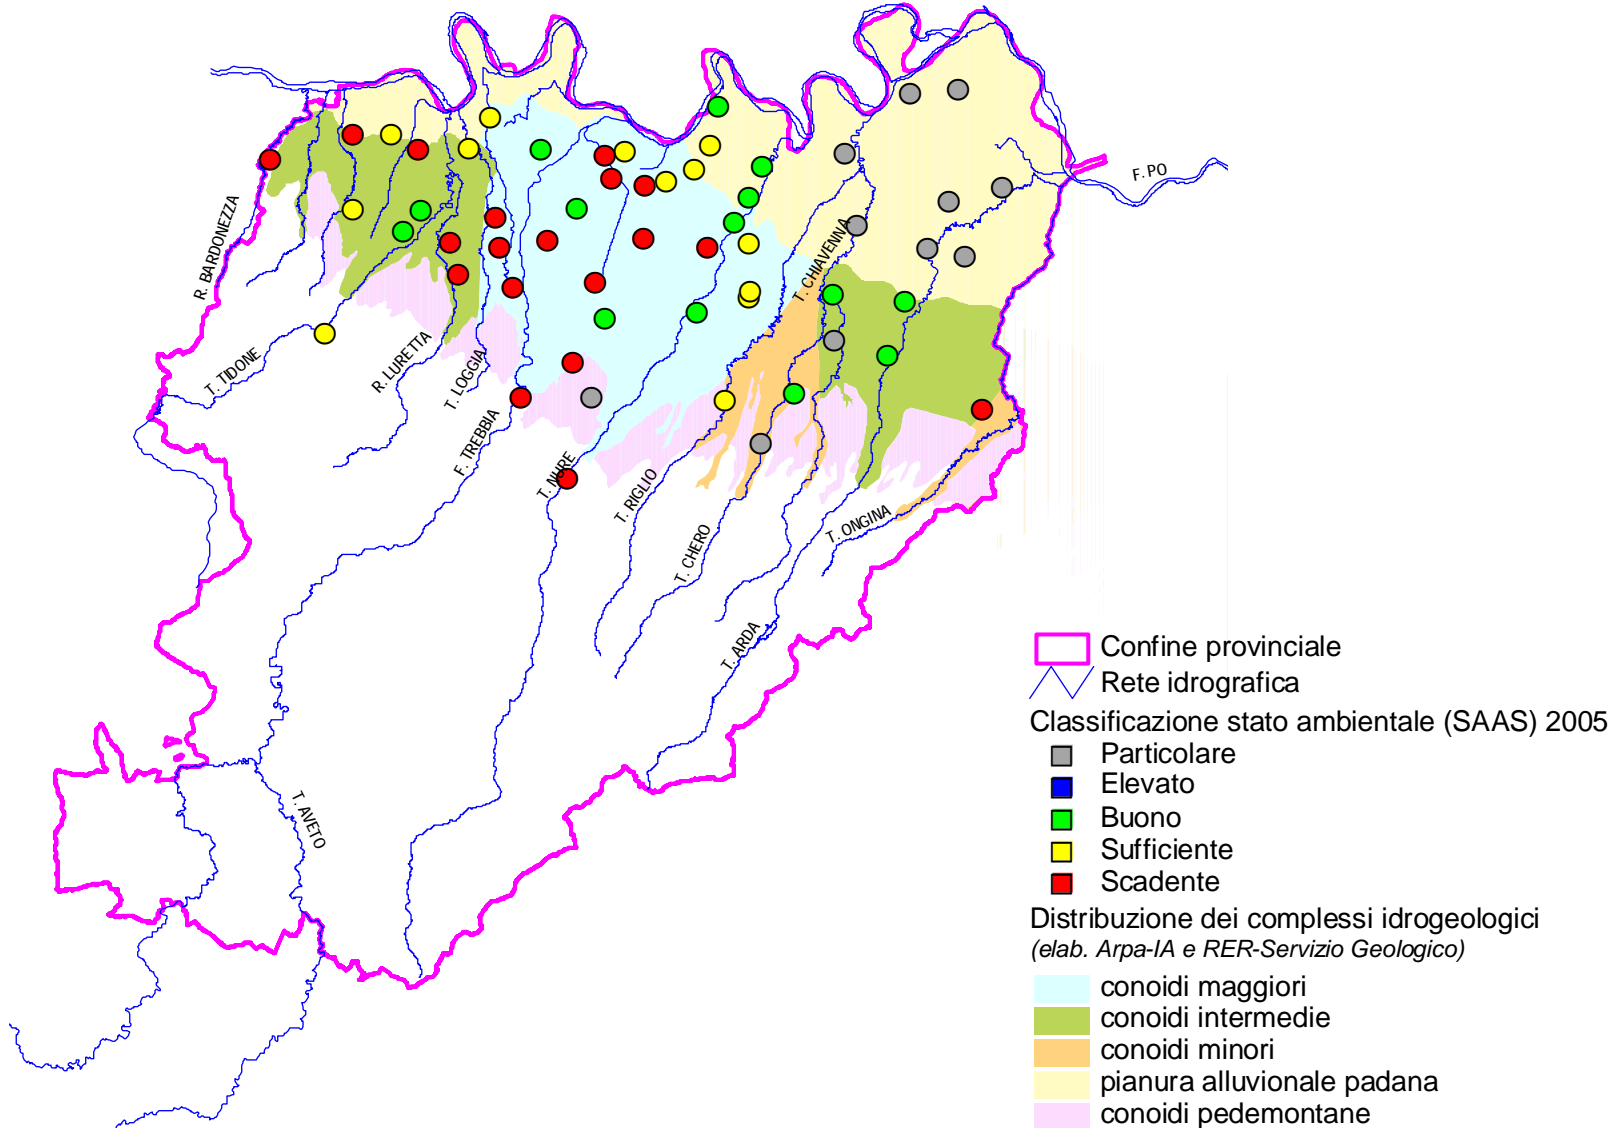 F. PO
R. BARDONEZZA
T. CHIAVENNA
T. TIDONE
R. LURETTA
T. LOGGIA
F. TREBBIA
T. NURE
T. RIGLIO
T. CHERO
T. ONGINA
T. ARDA
T. AVETO
Confine provinciale
Rete idrografica
Classificazione stato ambientale (SAAS) 2005
Particolare
Elevato
Buono
Sufficiente
Scadente
Distribuzione dei complessi idrogeologici
(elab. Arpa-IA e RER-Servizio Geologico)
conoidi maggiori
conoidi intermedie
conoidi minori
pianura alluvionale padana
conoidi pedemontane